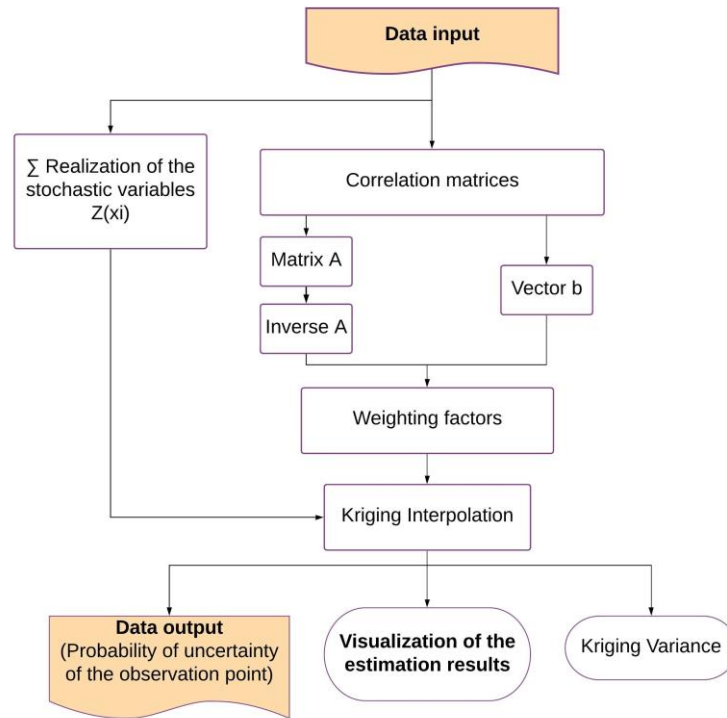 Data input
∑ Realization of the
stochastic variables
Z(xi)
Correlation matrices
Matrix A
Vector b
Inverse A
Weighting factors
Kriging Interpolation
Data output
(Probability of uncertainty
of the observation point)
Visualization of the
estimation results
Kriging Variance